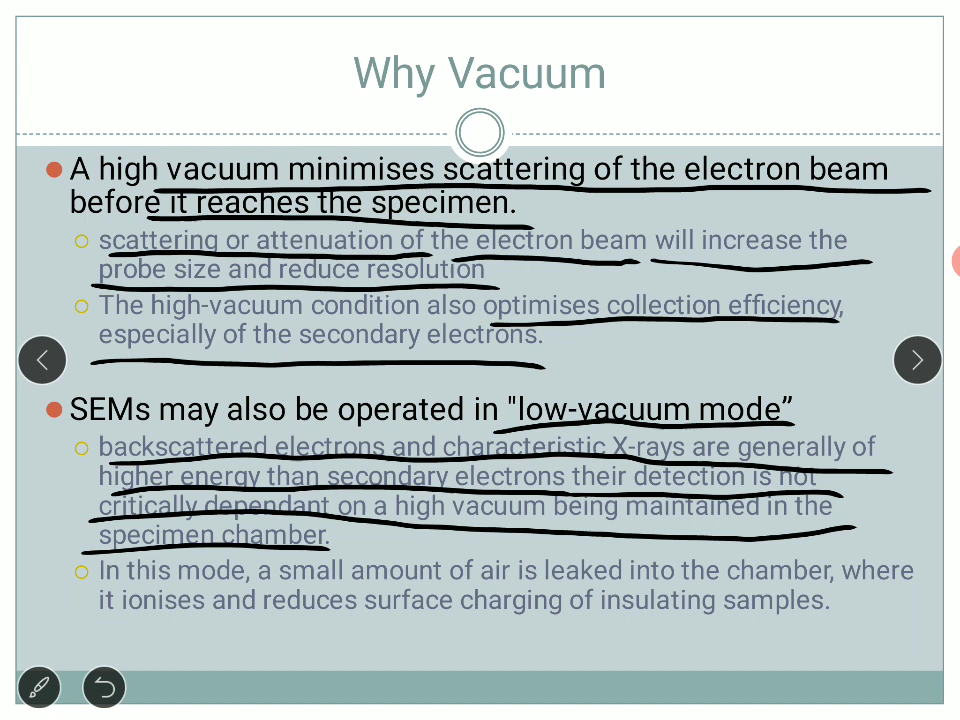 Why Vacuum
A high vacuum minimises scattering of the electron beam
before it reaches the specimen.
scattering or attenuation of the electron beam will increase the
probe size and reduce resolution
The high-vacuum condition also optimises collection efficiency,
especially of the secondary electrons.
SEMs may also be operated in "low-vacuum mode”
backscattered electrons and characteristic X-rays are generally of
higher energy than secondary electrons their detection is not
critically dependant on a high vacuum being maintained in the
specimen chamber.
In this mode, a small amount of air is leaked into the chamber, where
it ionises and reduces surface charging of insulating samples.